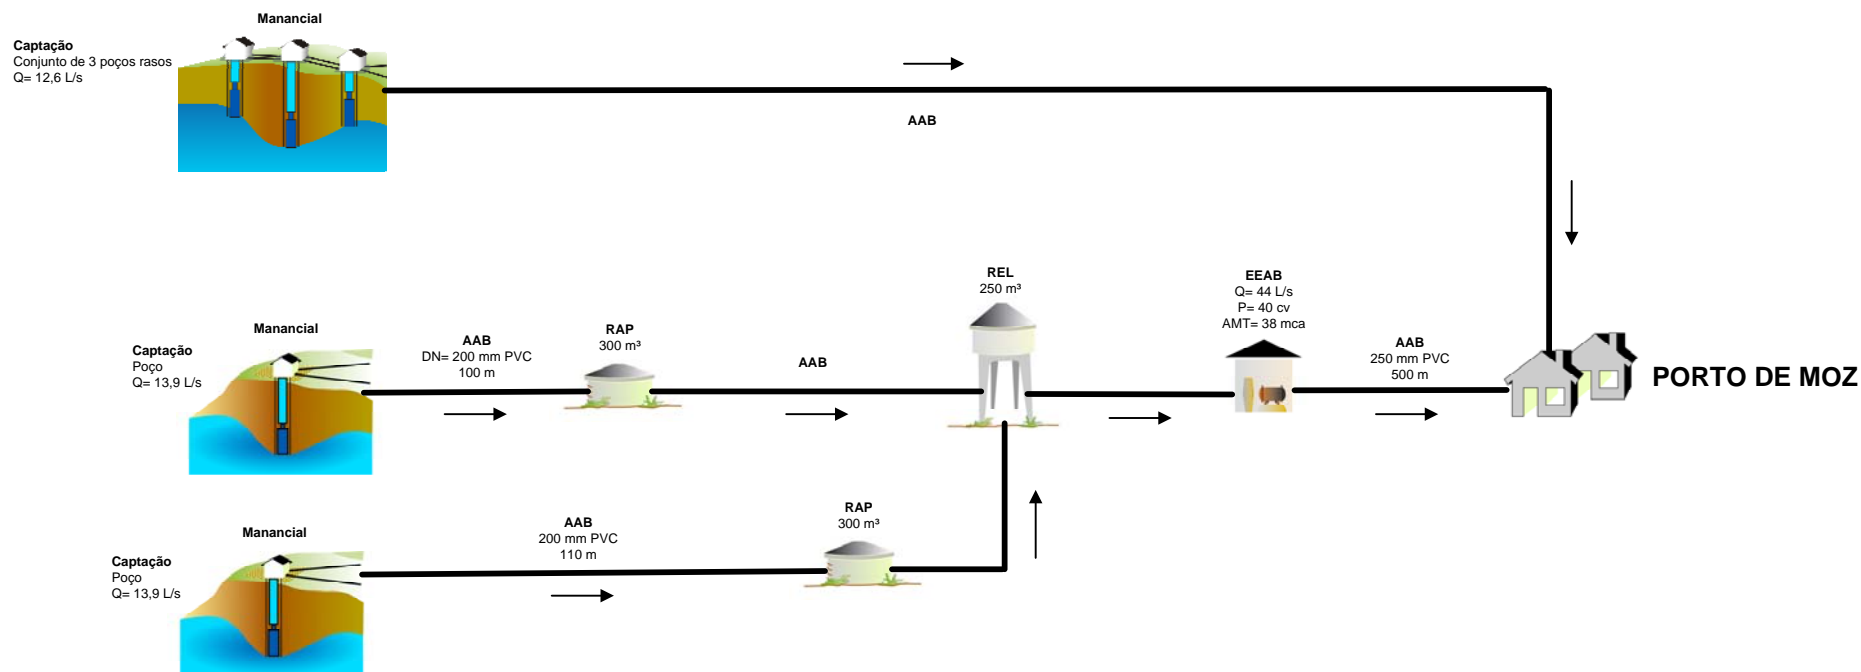 Manancial
Captação
Conjunto de 3 poços rasos
Q= 12,6 L/s
AAB
Manancial
Captação
Poço
Q= 13,9 L/s
AAB
DN= 200 mm PVC
100 m
RAP
300 m³
AAB
REL
250 m³
EEAB
Q= 44 L/s
P= 40 cv
AMT= 38 mca
AAB
250 mm PVC
500 m
PORTO DE MOZ
Manancial
Captação
Poço
Q= 13,9 L/s
AAB
200 mm PVC
110 m
RAP
300 m³